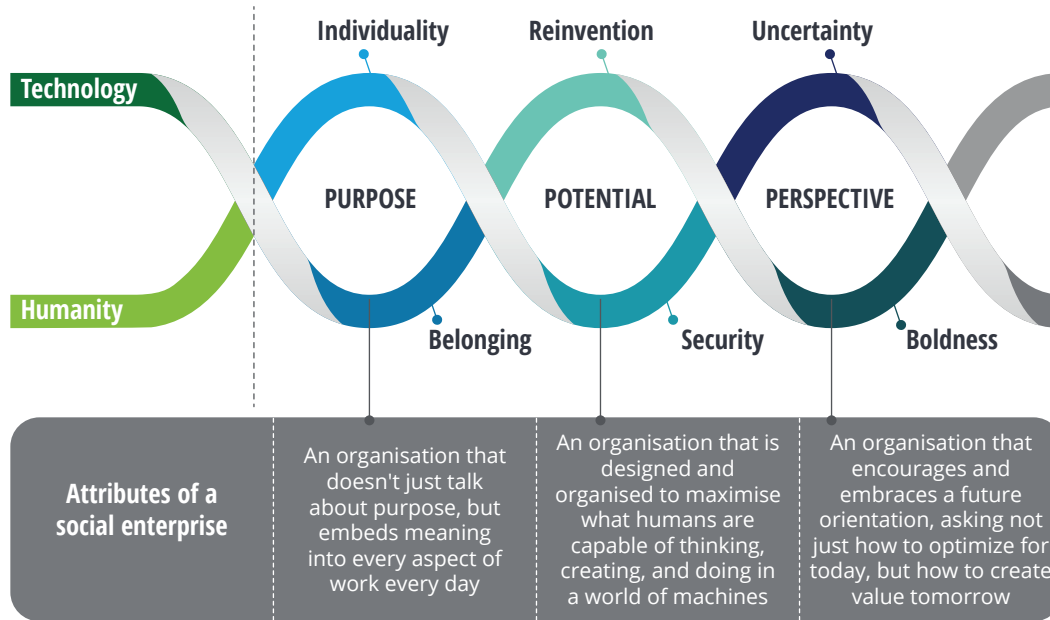 Individuality
Reinvention
Uncertainty
Technology
PURPOSE
POTENTIAL
PERSPECTIVE
Humanity
Belonging
Security
Boldness
Attributes of a
social enterprise
An organisation that
doesn't just talk
about purpose, but
embeds meaning
into every aspect of
work every day
An organisation that is
designed and
organised to maximise
what humans are
capable of thinking,
creating, and doing in
a world of machines
An organisation that
encourages and
embraces a future
orientation, asking not
just how to optimize for
today, but how to create
value tomorrow